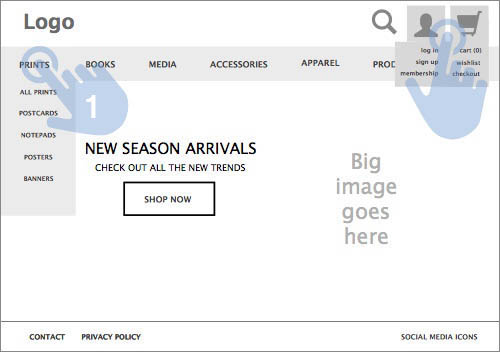 Logo
log in
sign up
membership
cart (0)
wishlist
checkout
PRINTS
BOOKS
MEDIA
ACCESSORIES
APPAREL
PROD
ALL PRINTS
POSTCARDS
NOTEPADS
POSTERS
BANNERS
1
NEW SEASON ARRIVALS
CHECK OUT ALL THE NEW TRENDS
SHOP NOW
Big
image
goes
here
CONTACT
PRIVACY POLICY
SOCIAL MEDIA ICONS